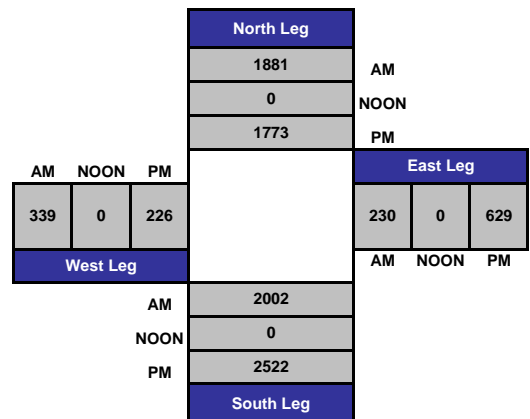 North Leg
1881 AM
0 NOON
1773 PM
AM NOON PM
East Leg
339 0 226
230 0 629
West Leg
AM NOON PM
AM 2002
NOON 0
PM 2522
South Leg